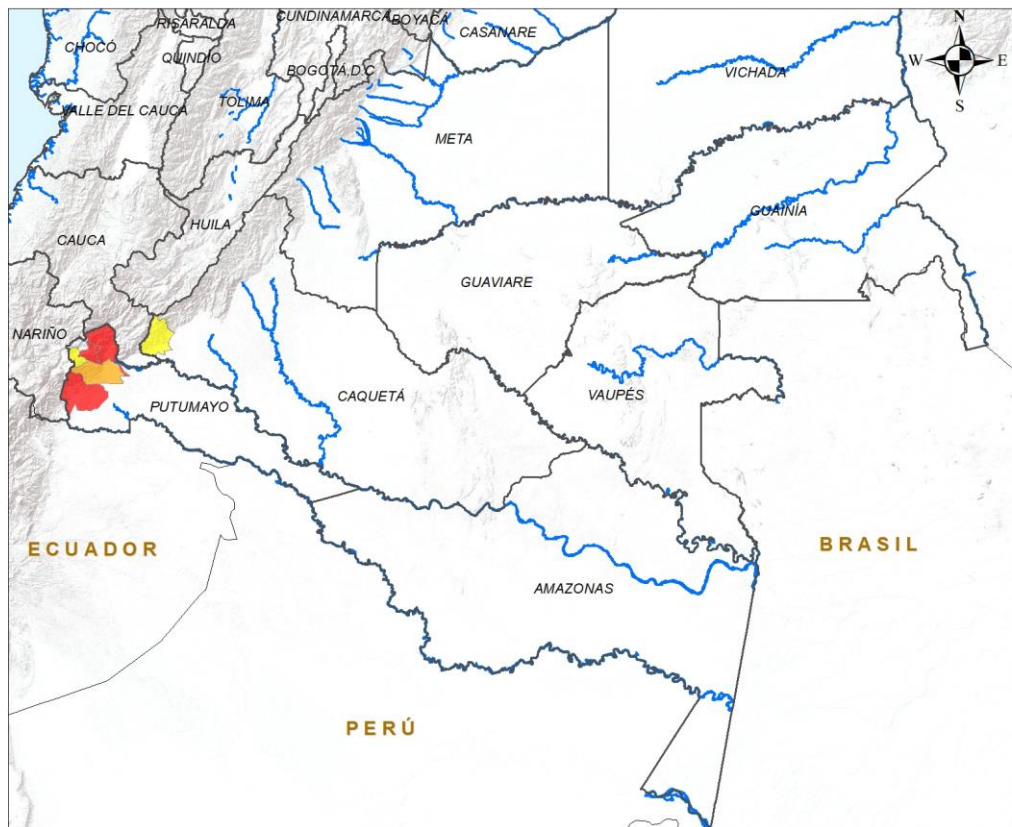 RISARALDA
CUNDINAMARCA
BOYACÁ
CASANARE
N
CHOCÓ
QUINDIO
BOGOTÁ D.C
VICHADA
W
E
S
TOLIMA
VALLE DEL CAUCA
META
GUAINÍA
HUILA
CAUCA
GUAVIARE
NARIÑO
CAQUETÁ
VAUPÉS
PUTUMAYO
ECUADOR
BRASIL
AMAZONAS
PERÚ